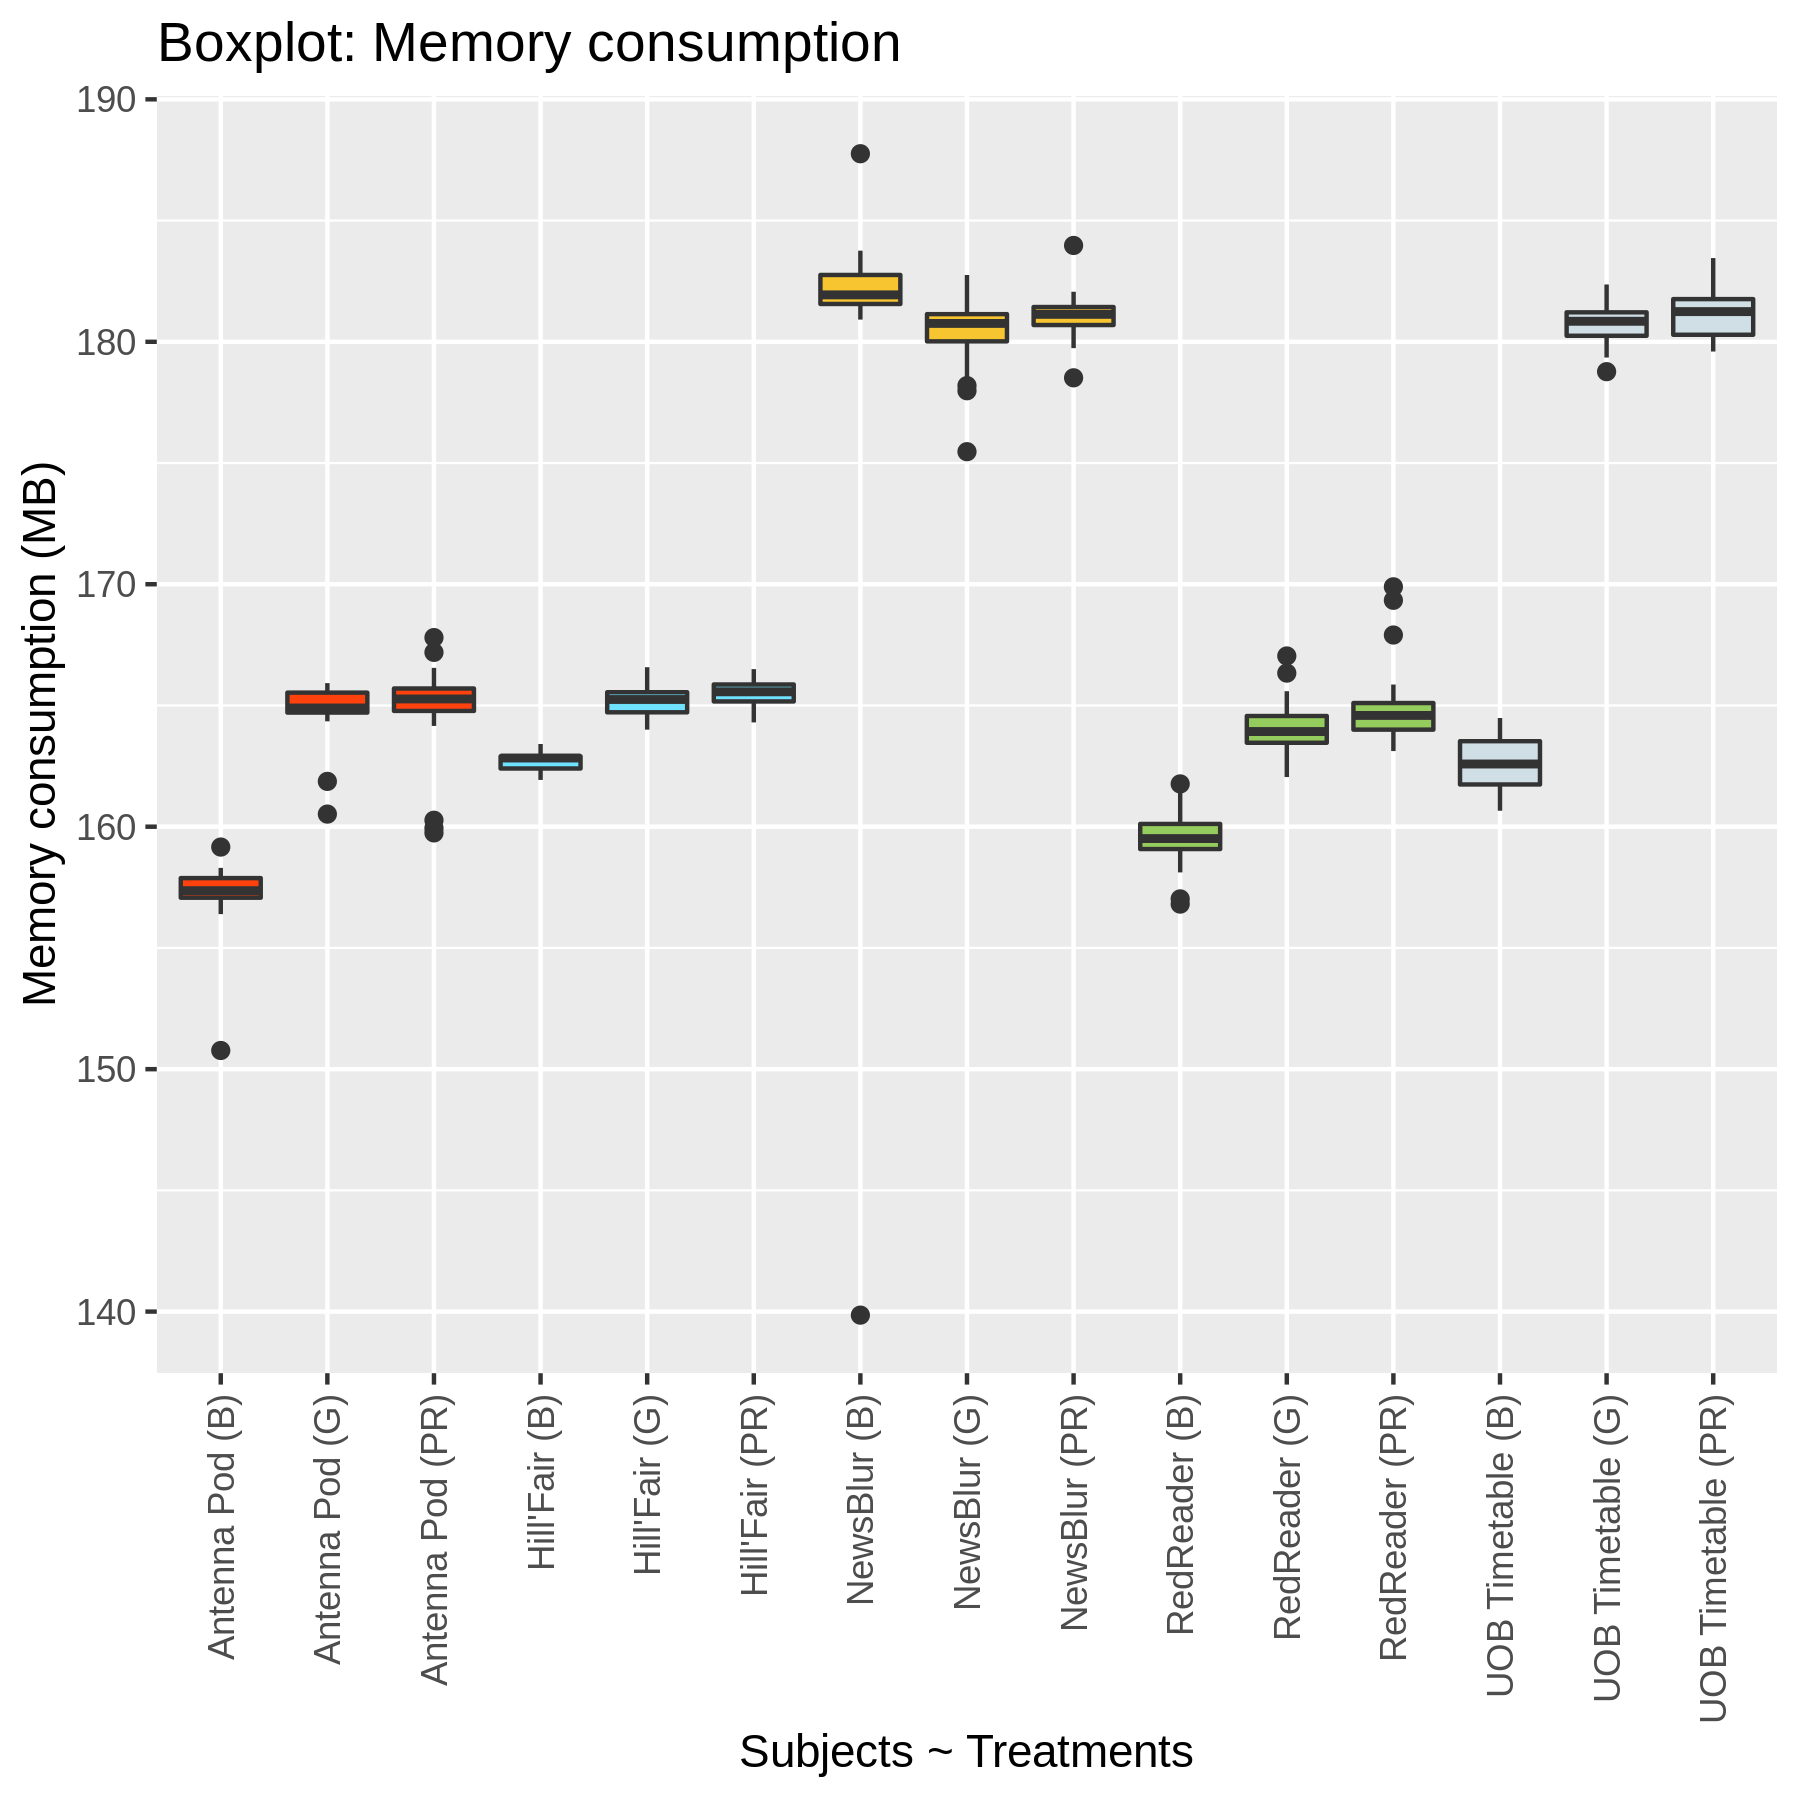 Boxplot: Memory consumption
Memory consumption (MB)
190
180
170
160
150
140
Antenna Pod (B)
Antenna Pod (G)
Antenna Pod (PR)
Hill'Fair (B)
Hill'Fair (G)
Hill'Fair (PR)
NewsBlur (B)
NewsBlur (G)
NewsBlur (PR)
RedReader (B)
RedReader (G)
RedReader (PR)
UOB Timetable (B)
UOB Timetable (G)
UOB Timetable (PR)
Subjects ~ Treatments